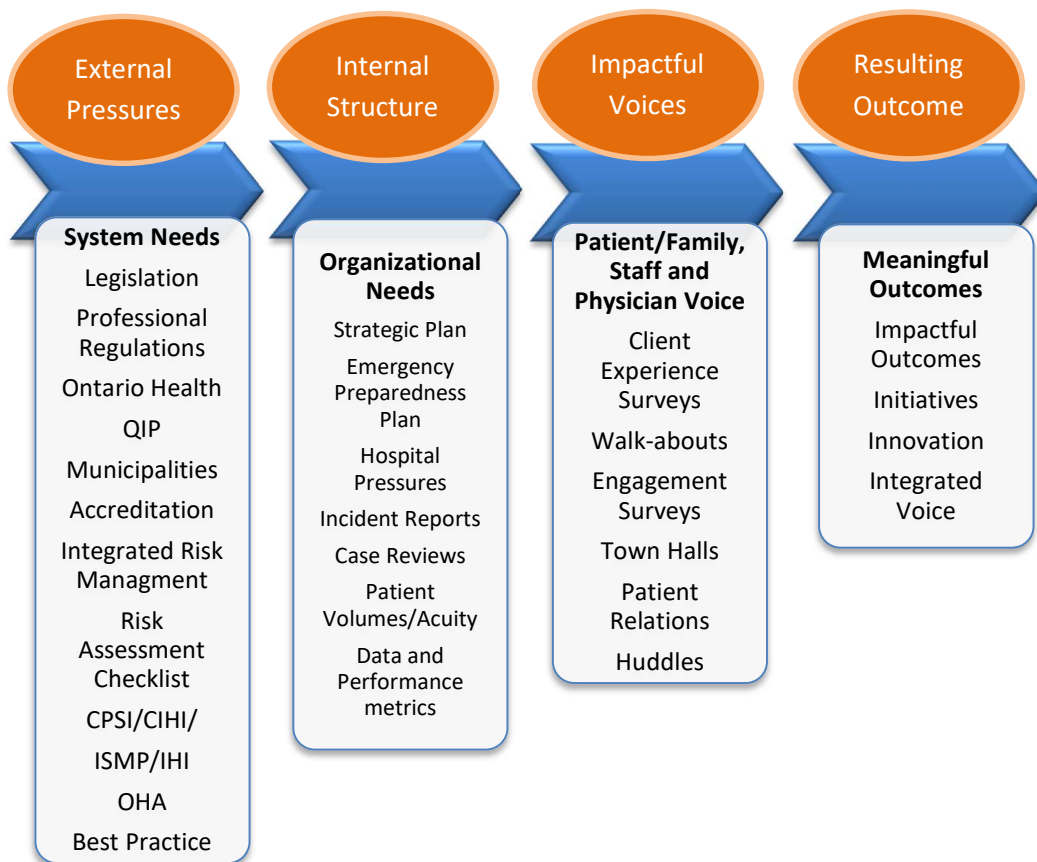 External
Pressures
System Needs
Legislation
Professional
Regulations
Ontario Health
QIP
Municipalities
Accreditation
Integrated Risk
Managment
Risk
Assessment
Checklist
CPSI/CIHI/
ISMP/IHI
OHA
Best Practice
Internal
Structure
Organizational
Needs
Strategic Plan
Emergency
Preparedness
Plan
Hospital
Pressures
Incident Reports
Case Reviews
Patient
Volumes/Acuity
Data and
Performance
metrics
Impactful
Voices
Patient/Family,
Staff and
Physician Voice
Client
Experience
Surveys
Walk-abouts
Engagement
Surveys
Town Halls
Patient
Relations
Huddles
Resulting
Outcome
Meaningful
Outcomes
Impactful
Outcomes
Initiatives
Innovation
Integrated
Voice